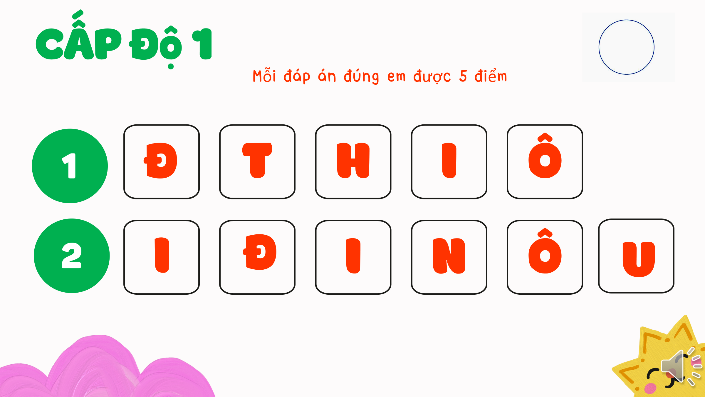 CẤP ĐỘ 1
Mỗi đáp án đúng em được 5 điểm
1 Đ T H I Ô
2 I Đ I N Ô U